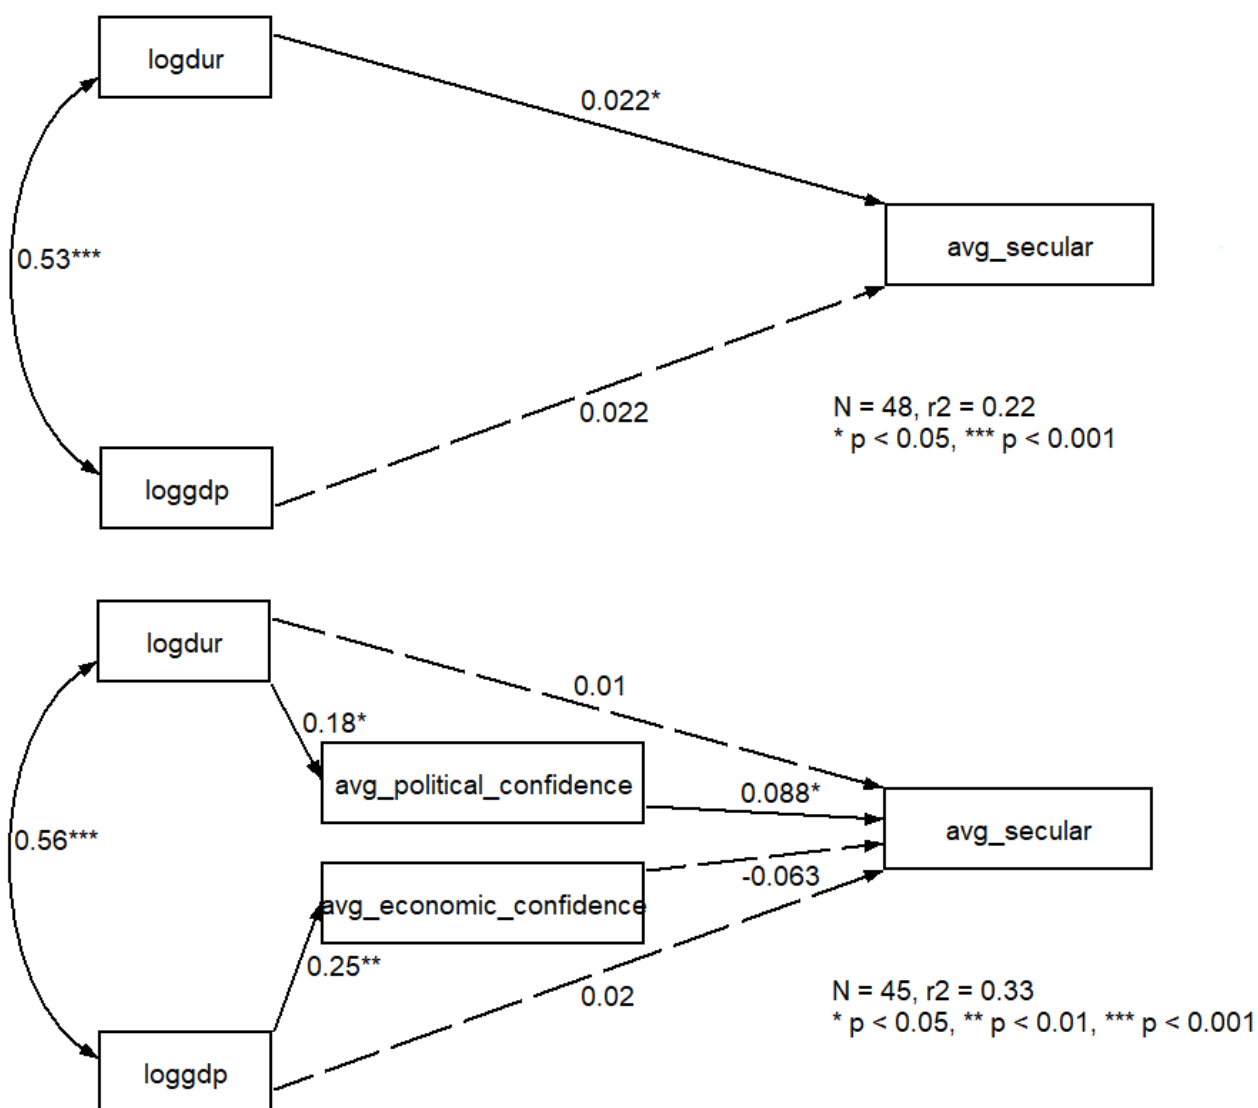 logdur
0.022*
avg_secular
0.53***
0.022
N = 48, r2 = 0.22
* p < 0.05, *** p < 0.001
loggdp
logdur
0.01
0.18*
avg_political_confidence
0.088*
avg_secular
0.56***
-0.063
avg_economic_confidence
0.25**
0.02
N = 45, r2 = 0.33
* p < 0.05, ** p < 0.01, *** p < 0.001
loggdp